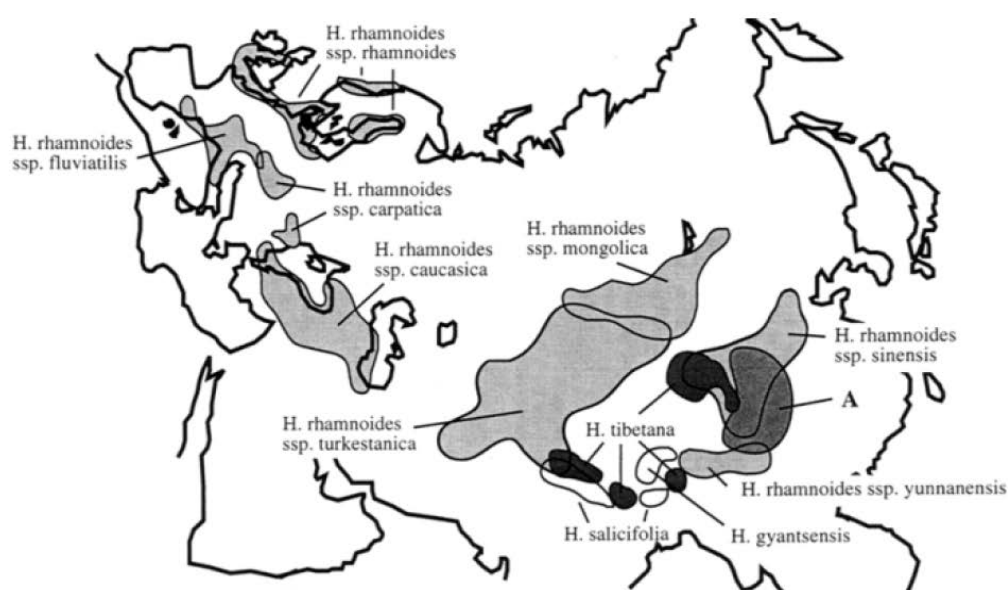 H. rhamnoides
ssp. rhamnoides
H. rhamnoides
ssp. fluviatilis
H. rhamnoides
ssp. carpatica
H. rhamnoides
ssp. mongolica
H. rhamnoides
ssp. caucasica
H. rhamnoides
ssp. sinensis
A
H. rhamnoides
ssp. turkestanica
H. tibetana
H. rhamnoides ssp. yunnanensis
H. salicifolia
H. gyantsensis